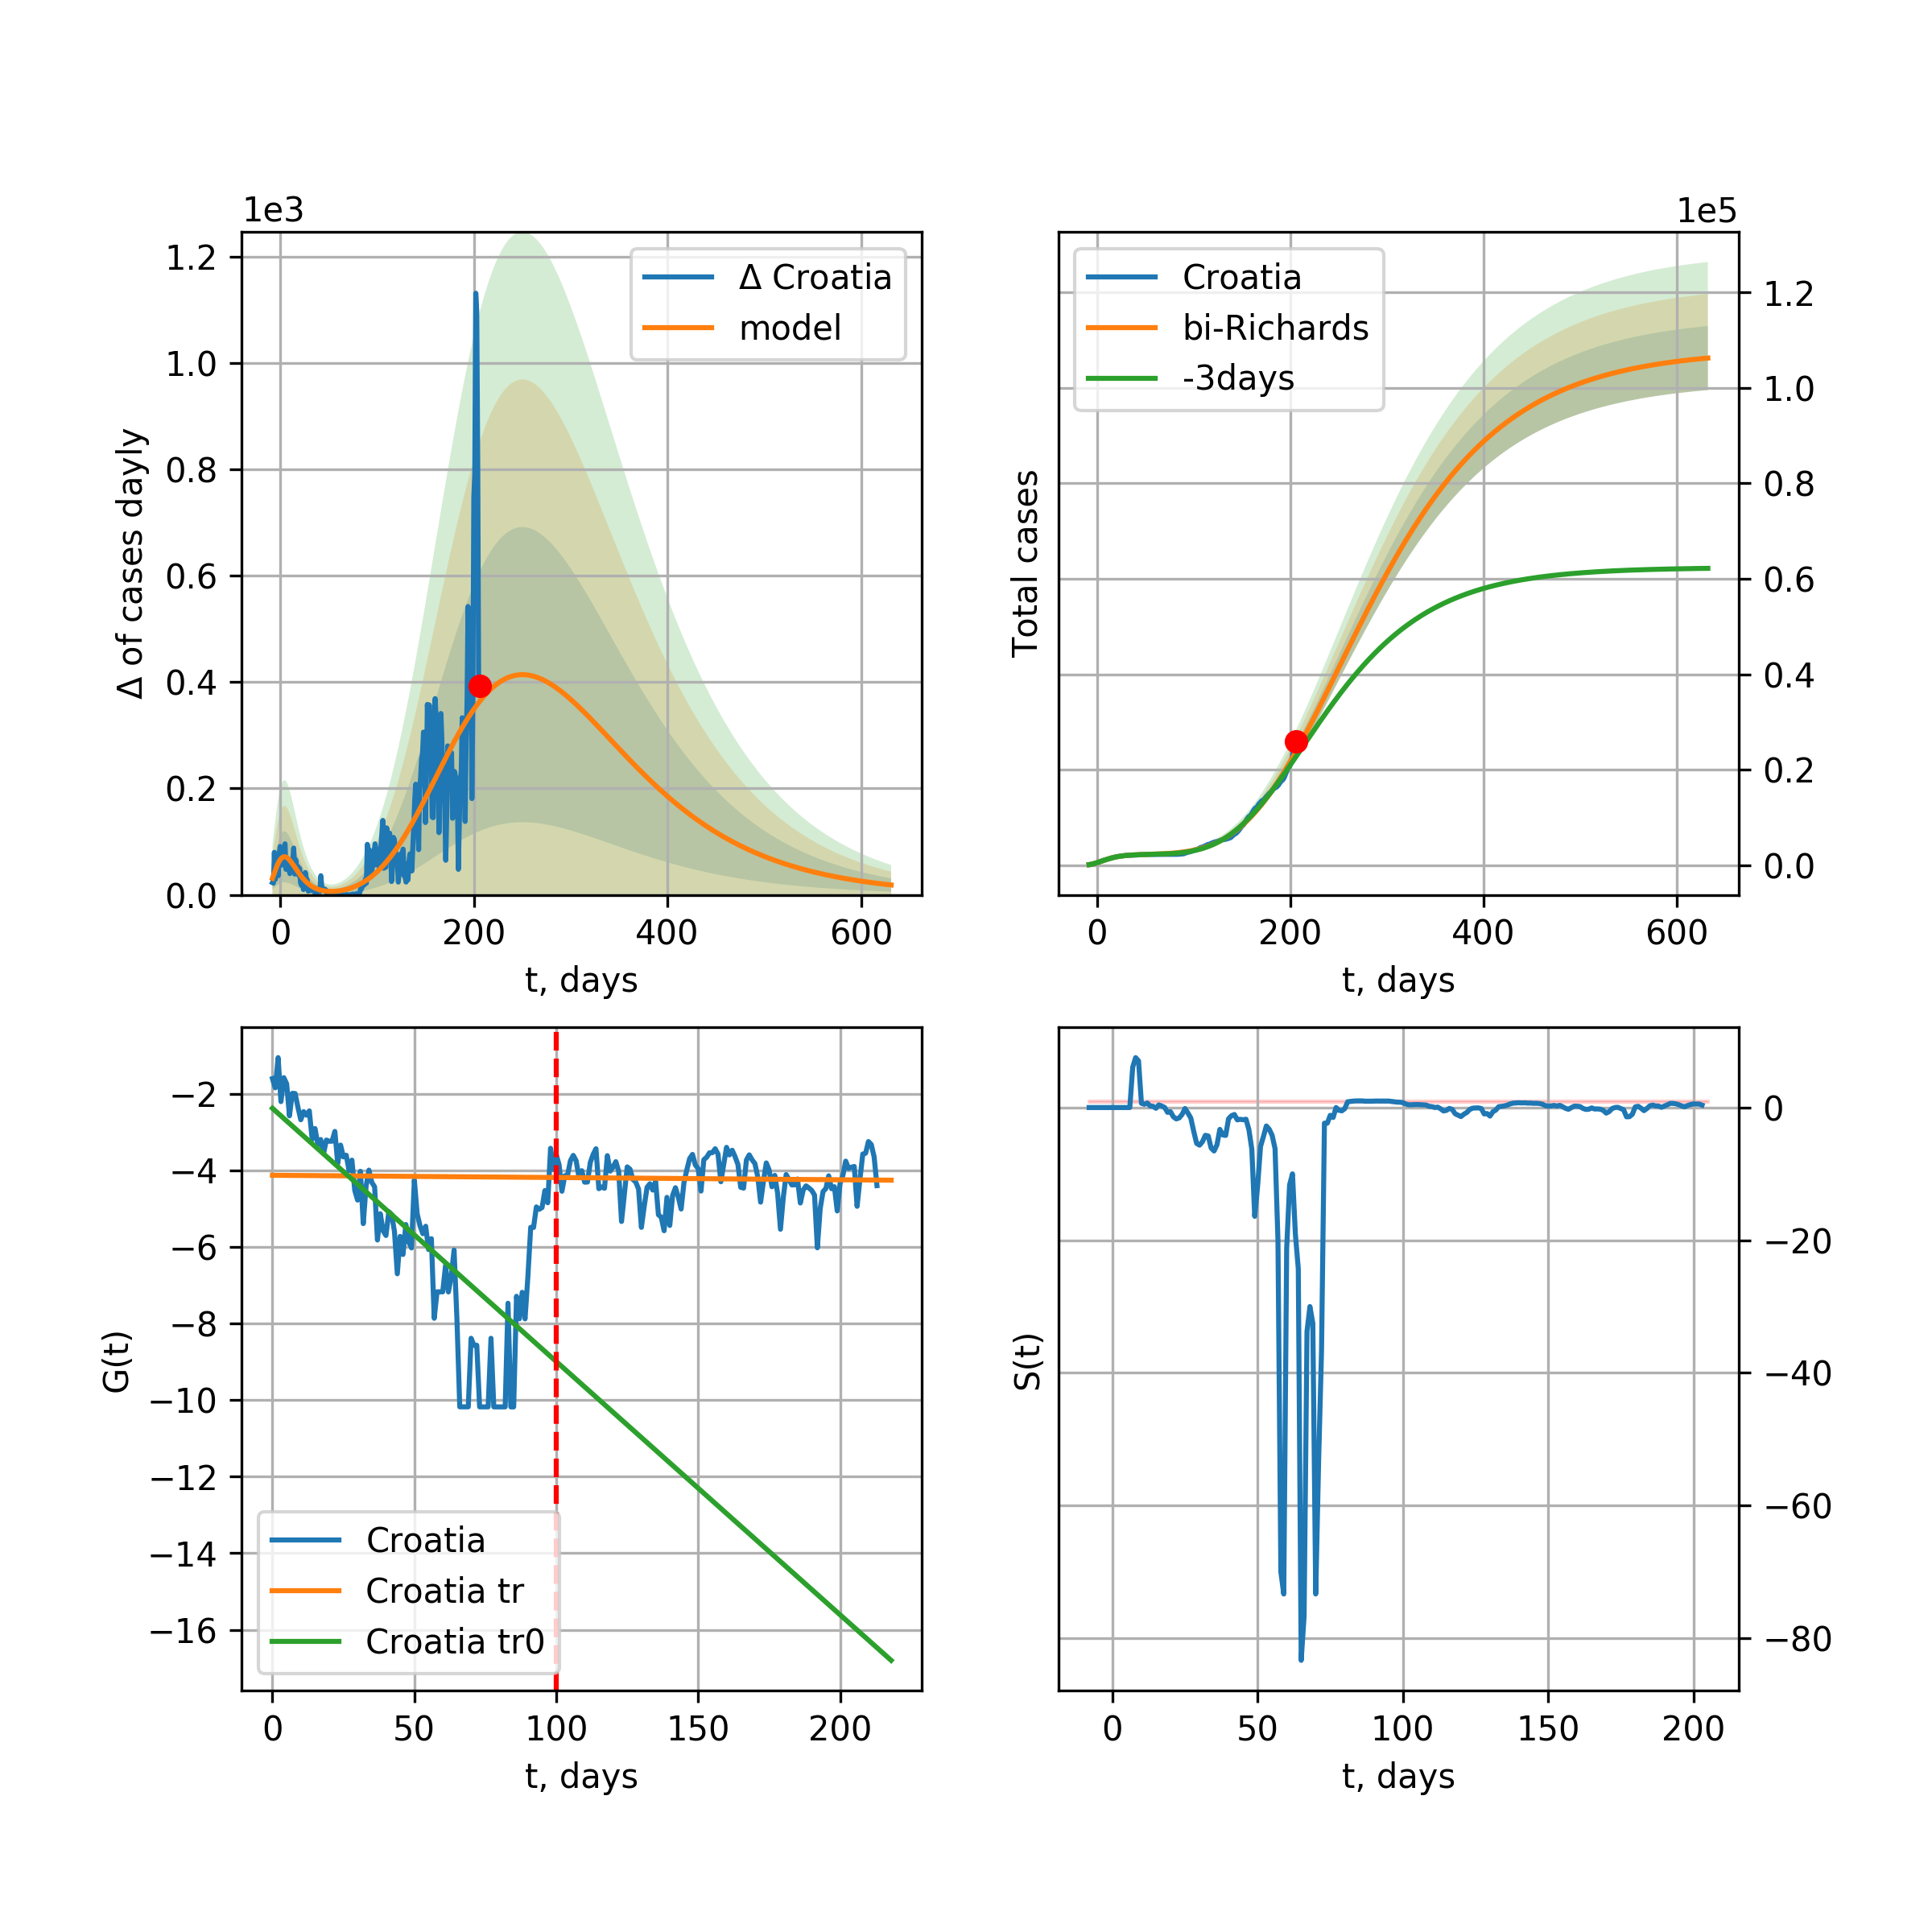 1e3
Δ of cases dayly
1.2
1.0
0.8
0.6
0.4
0.2
0.0
Δ Croatia
model
0 200 400 600
t, days
1e5
Total cases
Croatia
bi-Richards
-3days
1.2
1.0
0.8
0.6
0.4
0.2
0.0
0 200 400 600
t, days
G(t)
−2
−4
−6
−8
−10
−12
−14
−16
Croatia
Croatia tr
Croatia tr0
0 50 100 150 200
t, days
S(t)
0
−20
−40
−60
−80
0 50 100 150 200
t, days